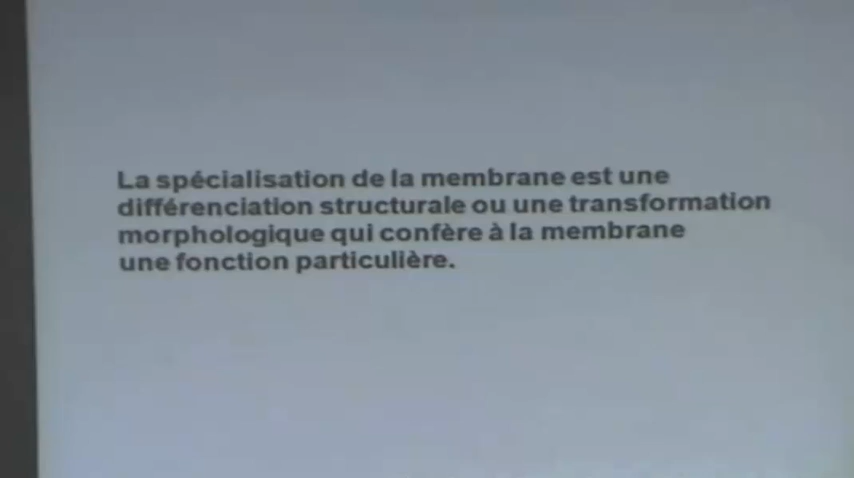 La spécialisation de la membrane est une
différenciation structurale ou une transformation
morphologique qui confère à la membrane
une fonction particulière.